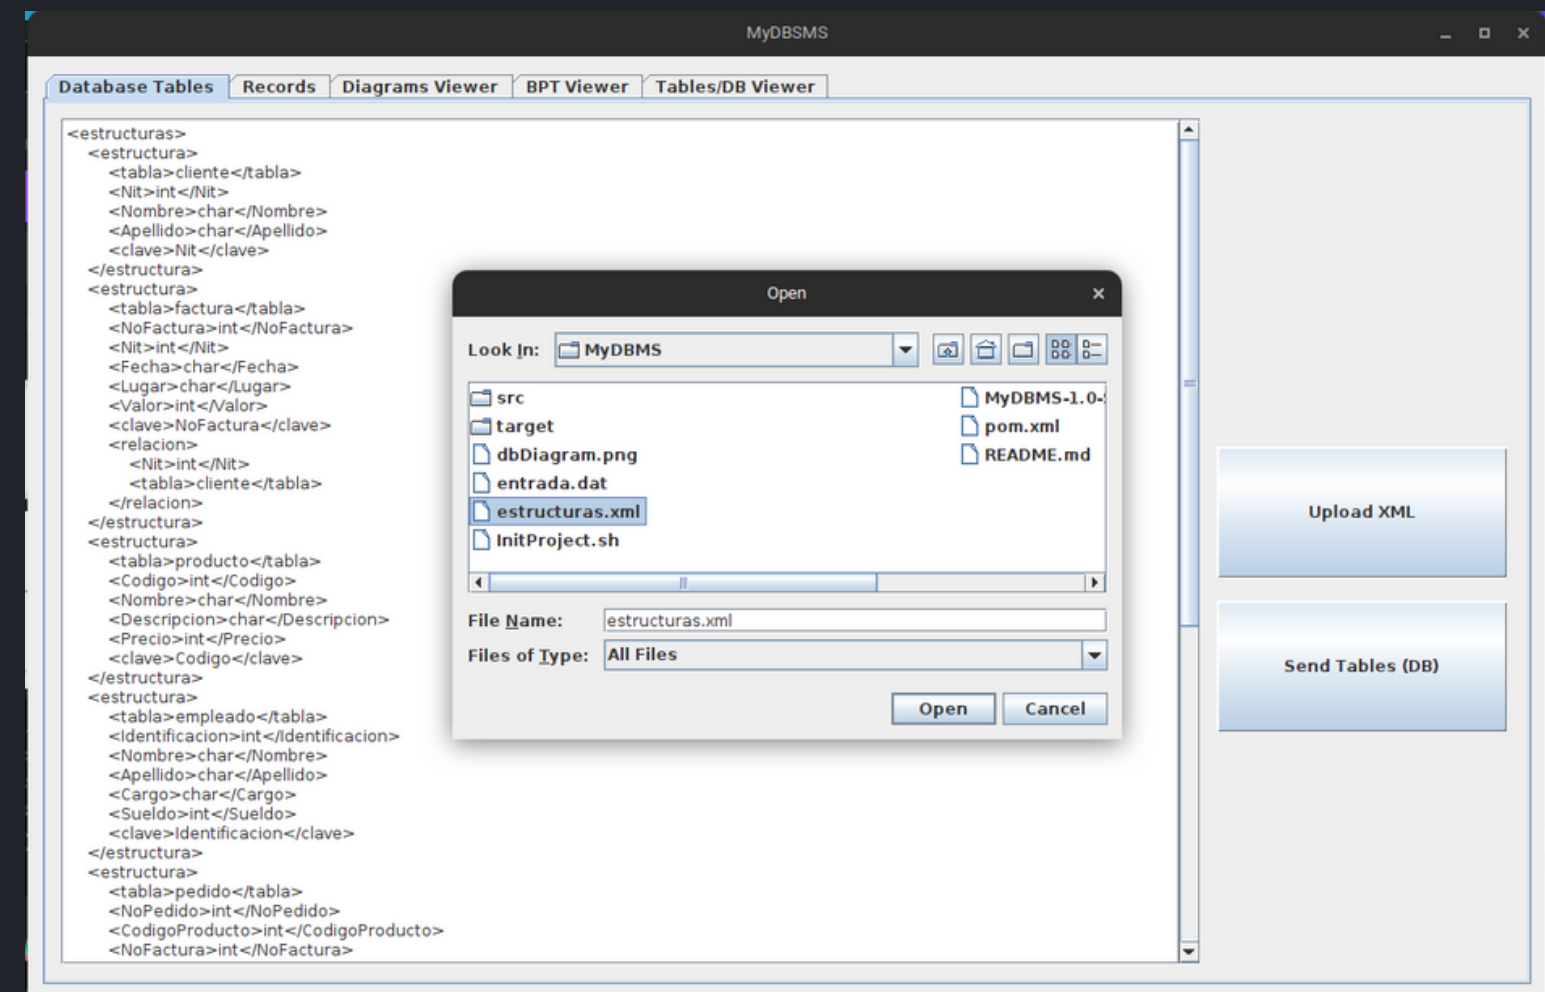 MyDBSMS
Database Tables Records Diagrams Viewer BPT Viewer Tables/DB Viewer
<estructuras>
<estructura>
<tabla>cliente</tabla>
<Nit>int</Nit>
<Nombre>char</Nombre>
<Apellido>char</Apellido>
<clave>Nit</clave>
</estructura>
<estructura>
<tabla>factura</tabla>
<NoFactura>int</NoFactura>
<Nit>int</Nit>
<Fecha>char</Fecha>
<Lugar>char</Lugar>
<Valor>int</Valor>
<clave>NoFactura</clave>
<relacion>
<Nit>int</Nit>
<tabla>cliente</tabla>
</relacion>
</estructura>
<estructura>
<tabla>producto</tabla>
<Codigo>int</Codigo>
<Nombre>char</Nombre>
<Descripcion>char</Descripcion>
<Precio>int</Precio>
<clave>Codigo</clave>
</estructura>
<estructura>
<tabla>empleado</tabla>
<Identificacion>int</Identificacion>
<Nombre>char</Nombre>
<Apellido>char</Apellido>
<Cargo>char</Cargo>
<Sueldo>int</Sueldo>
<clave>Identificacion</clave>
</estructura>
<estructura>
<tabla>pedido</tabla>
<NoPedido>int</NoPedido>
<CodigoProducto>int</CodigoProducto>
<NoFactura>int</NoFactura>
Open
Look In: MyDBMS
src
target
dbDiagram.png
entrada.dat
estructuras.xml
InitProject.sh
MyDBMS-1.0-
pom.xml
README.md
File Name: estructuras.xml
Files of Type: All Files
Open Cancel
Upload XML
Send Tables (DB)